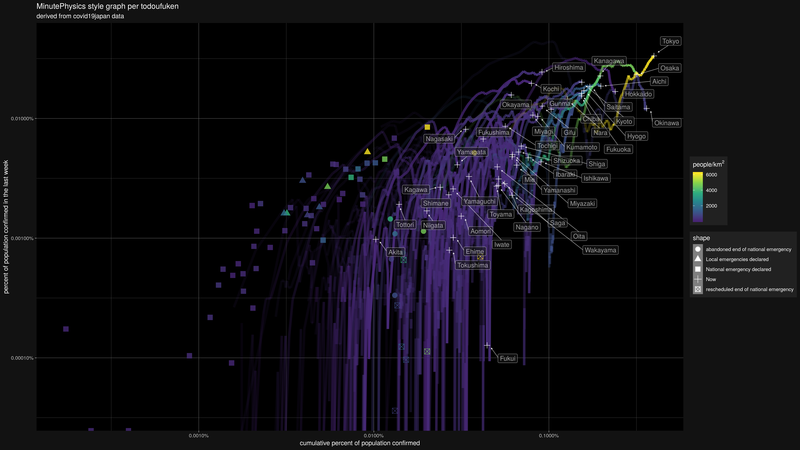 MinutePhysics style graph per todoufuken
derived from covid19japan data
Tokyo
Kanagawa
Hiroshima
Osaka
Aichi
Kochi
Hokkaido
Okayama
Gunma
Saitama
Chiba
Kyoto
Okinawa
Fukushima
Miyagi
Gifu
Nara
Hyogo
Nagasaki
Tochigi
Kumamoto
Fukuoka
Yamagata
Shizuoka
Shiga
Ibaraki
Mie
Ishikawa
Kagawa
Yamanashi
Shimane
Yamaguchi
Miyazaki
Toyama
Kagoshima
Tottori
Niigata
Nagano
Saga
Aomori
Oita
Iwate
Akita
Ehime
Wakayama
Tokushima
Fukui
0.01000%
0.00100%
0.00010%
percent of population confirmed in the last week
0.0010%
0.0100%
0.1000%
cumulative percent of population confirmed
people/km²
6000
4000
2000
shape
abandoned end of national emergency
Local emergencies declared
National emergency declared
Now
rescheduled end of national emergency